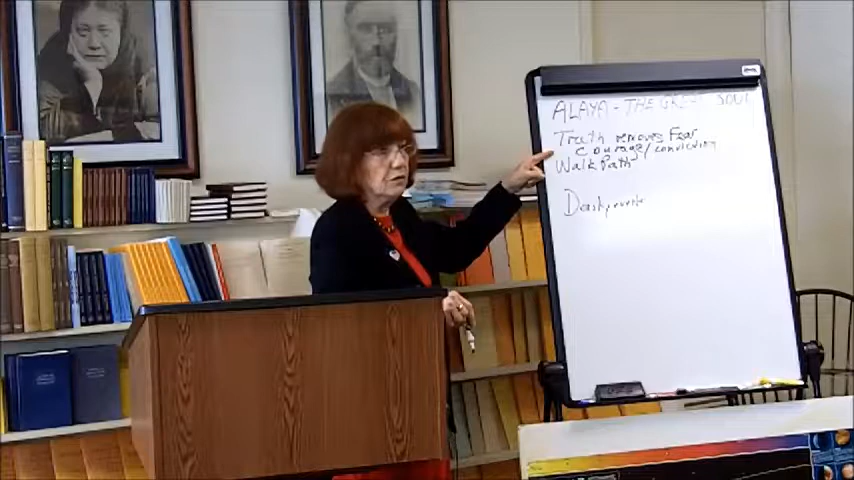 ALAYA - THE GREAT SOUL
Truth removes Fear
courage/conviction
Walk Path